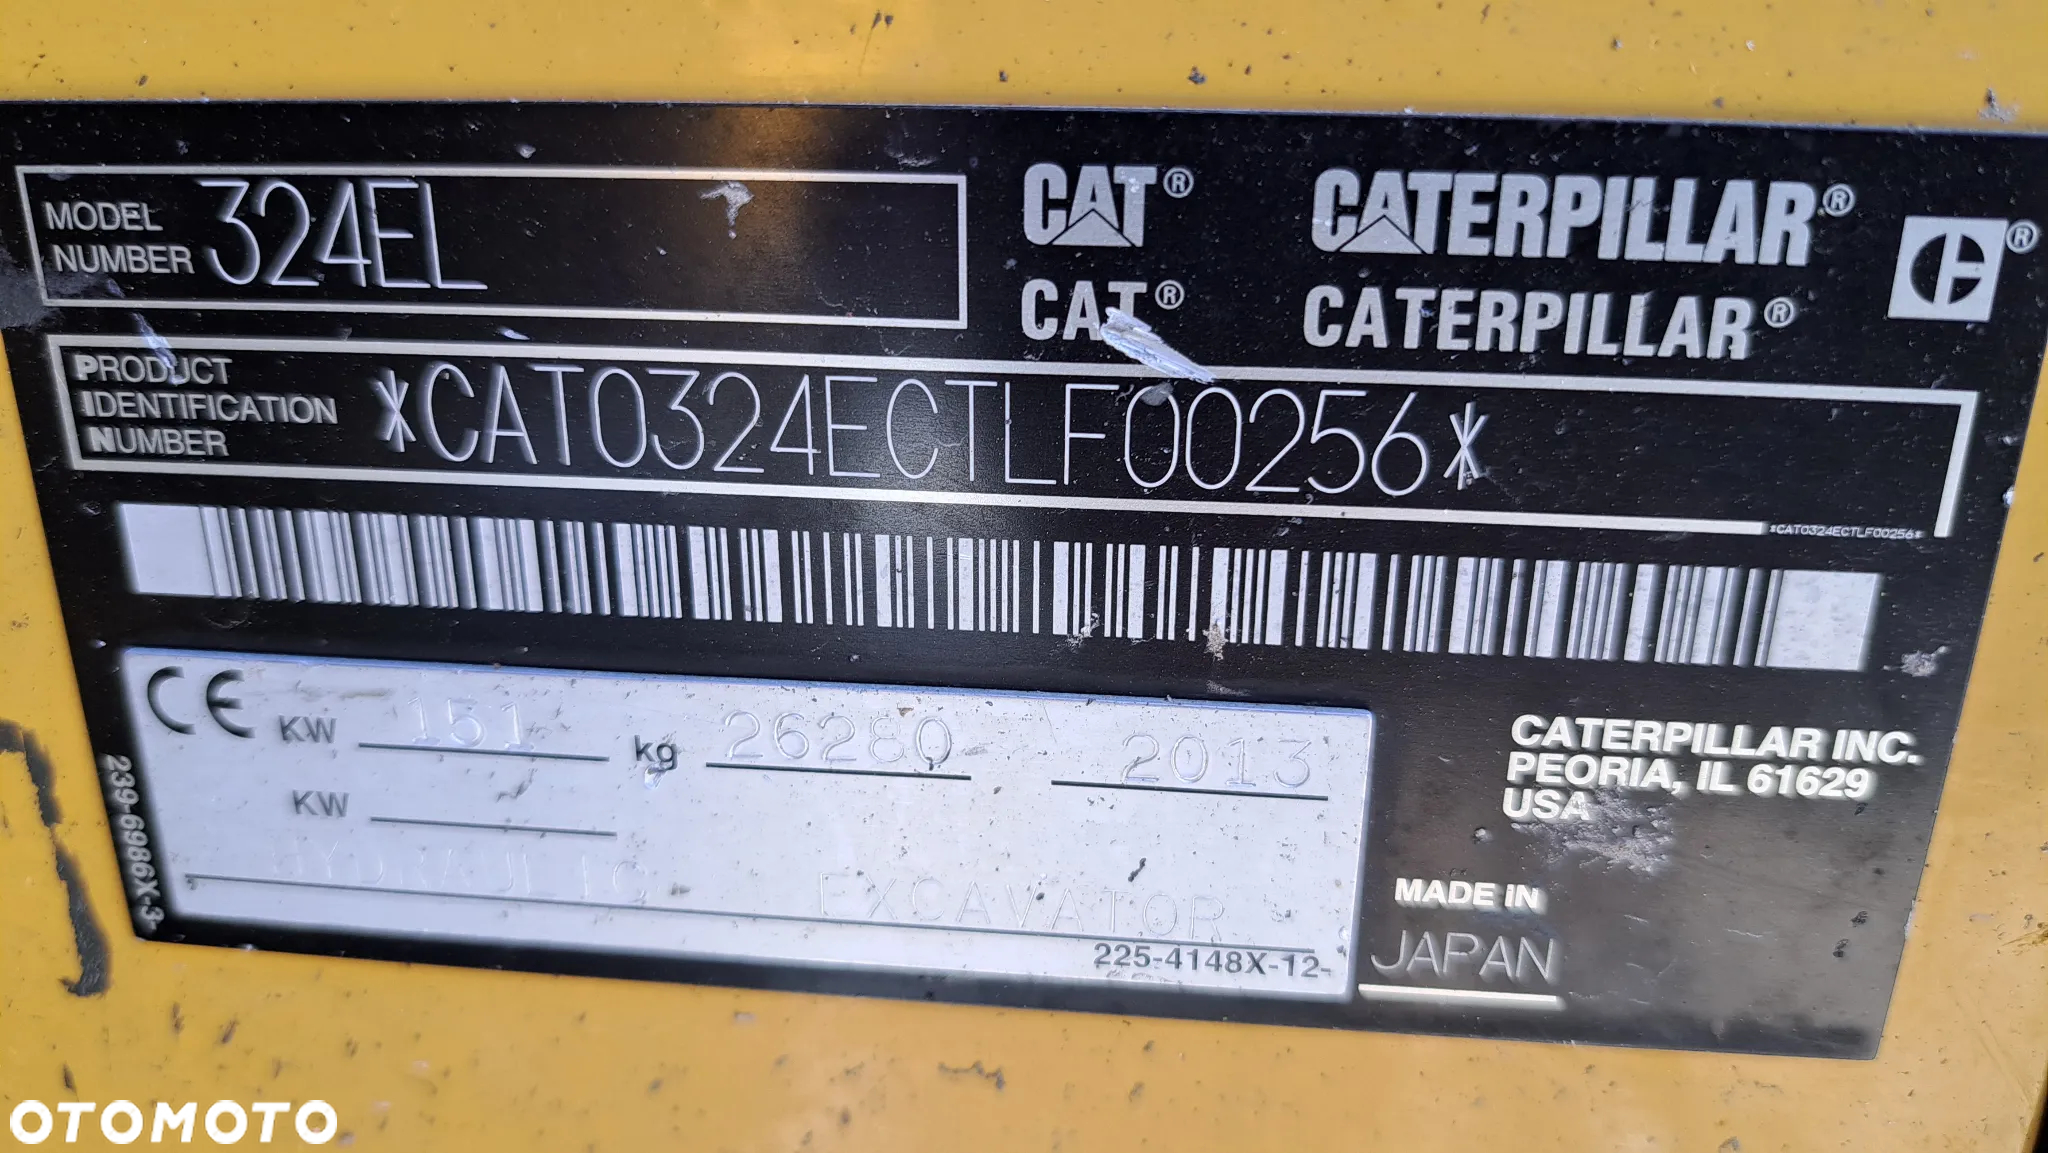 MODEL
NUMBER
324EL
CAT® CATERPILLAR®
CAT® CATERPILLAR®
®
PRODUCT
IDENTIFICATION
NUMBER
*CAT0324ECTLF00256*
*CAT0324ECTLF00256*
CE KW 151 kg 26280 2013
KW
HYDRAULIC EXCAVATOR
225-4148X-12-
239-6986X-3
CATERPILLAR INC.
PEORIA, IL 61629
USA
MADE IN
JAPAN
OTOMOTO